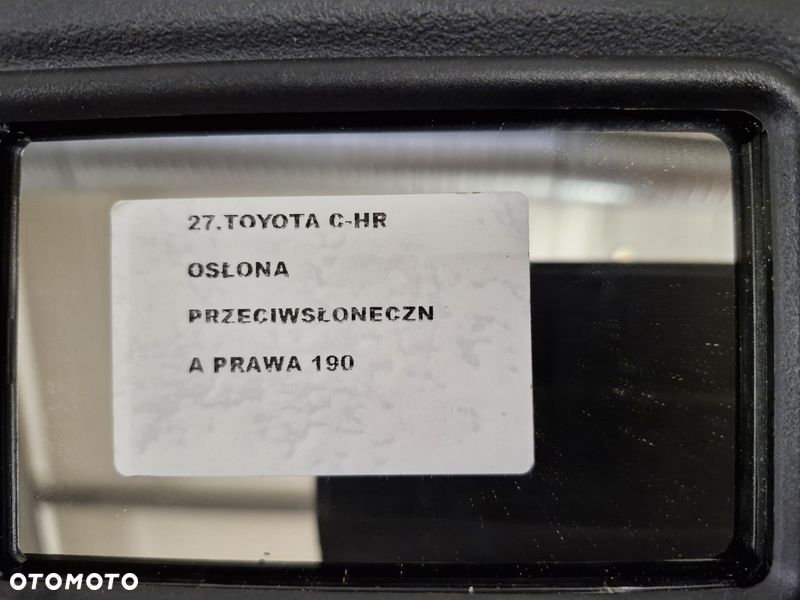 27.TOYOTA C-HR
OSŁONA
PRZECIWSŁONECZN
A PRAWA 190
OTOMOTO